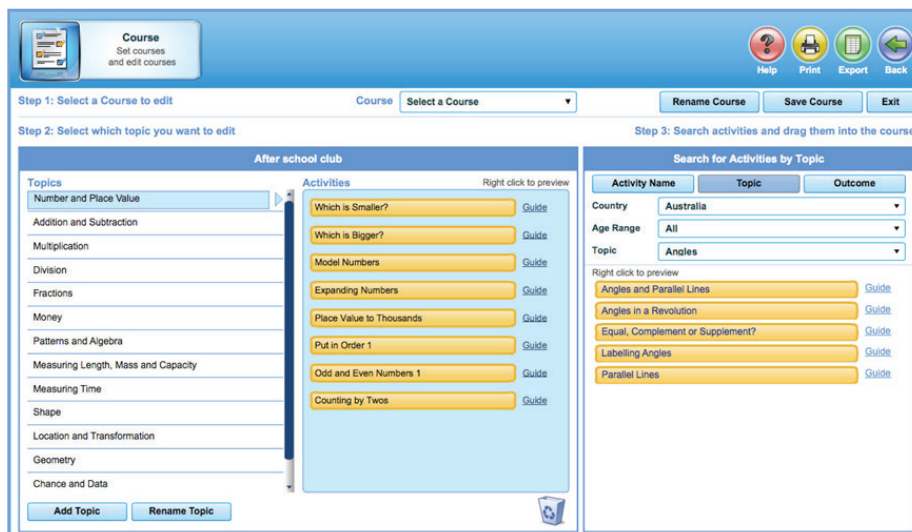 Course
Set courses
and edit courses
Help
Print
Export
Back
Step 1: Select a Course to edit
Course
Select a Course
Rename Course
Save Course
Exit
Step 2: Select which topic you want to edit
Step 3: Search activities and drag them into the course
After school club
Topics
Number and Place Value
Addition and Subtraction
Multiplication
Division
Fractions
Money
Patterns and Algebra
Measuring Length, Mass and Capacity
Measuring Time
Shape
Location and Transformation
Geometry
Chance and Data
Add Topic
Rename Topic
Activities
Right click to preview
Which is Smaller? Guide
Which is Bigger? Guide
Model Numbers Guide
Expanding Numbers Guide
Place Value to Thousands Guide
Put in Order 1 Guide
Odd and Even Numbers 1 Guide
Counting by Twos Guide
Search for Activities by Topic
Activity Name
Topic
Outcome
Country Australia
Age Range All
Topic Angles
Right click to preview
Angles and Parallel Lines Guide
Angles in a Revolution Guide
Equal, Complement or Supplement? Guide
Labelling Angles Guide
Parallel Lines Guide